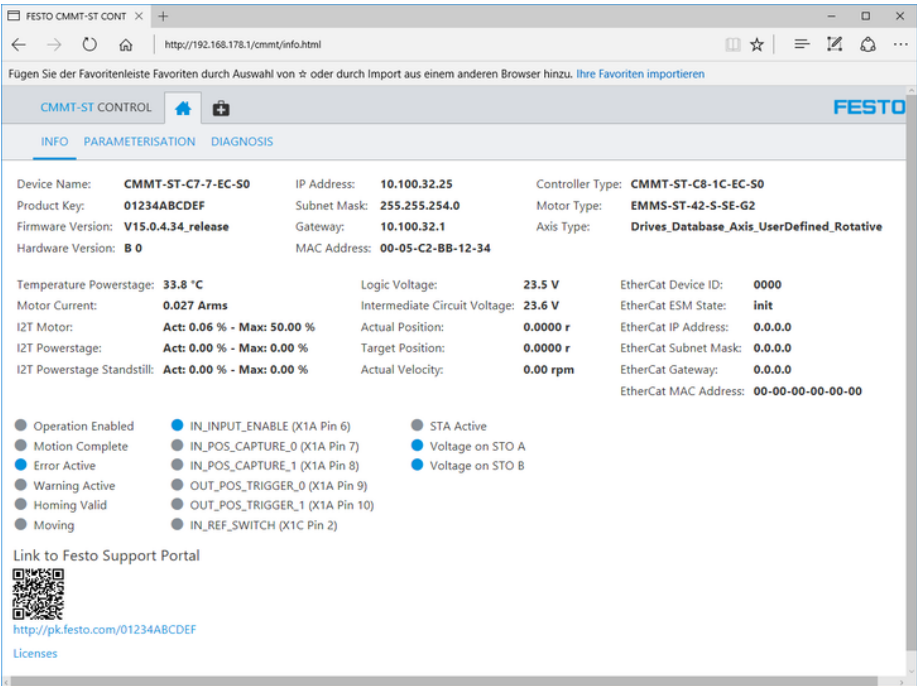 FESTO CMMT-ST CONT
http://192.168.178.1/cmmt/info.html
Fügen Sie der Favoritenleiste Favoriten durch Auswahl von ☆ oder durch Import aus einem anderen Browser hinzu. Ihre Favoriten importieren
CMMT-ST CONTROL
FESTO
INFO PARAMETERISATION DIAGNOSIS
Device Name: CMMT-ST-C7-7-EC-S0 IP Address: 10.100.32.25 Controller Type: CMMT-ST-C8-1C-EC-S0
Product Key: 01234ABCDEF Subnet Mask: 255.255.254.0 Motor Type: EMMS-ST-42-S-SE-G2
Firmware Version: V15.0.4.34_release Gateway: 10.100.32.1 Axis Type: Drives_Database_Axis_UserDefined_Rotative
Hardware Version: B 0 MAC Address: 00-05-C2-BB-12-34
Temperature Powerstage: 33.8 °C Logic Voltage: 23.5 V EtherCat Device ID: 0000
Motor Current: 0.027 Arms Intermediate Circuit Voltage: 23.6 V EtherCat ESM State: init
I2T Motor: Act: 0.06 % - Max: 50.00 % Actual Position: 0.0000 r EtherCat IP Address: 0.0.0.0
I2T Powerstage: Act: 0.00 % - Max: 0.00 % Target Position: 0.0000 r EtherCat Subnet Mask: 0.0.0.0
I2T Powerstage Standstill: Act: 0.00 % - Max: 0.00 % Actual Velocity: 0.00 rpm EtherCat Gateway: 0.0.0.0
EtherCat MAC Address: 00-00-00-00-00-00
Operation Enabled IN_INPUT_ENABLE (X1A Pin 6) STA Active
Motion Complete IN_POS_CAPTURE_0 (X1A Pin 7) Voltage on STO A
Error Active IN_POS_CAPTURE_1 (X1A Pin 8) Voltage on STO B
Warning Active OUT_POS_TRIGGER_0 (X1A Pin 9)
Homing Valid OUT_POS_TRIGGER_1 (X1A Pin 10)
Moving IN_REF_SWITCH (X1C Pin 2)
Link to Festo Support Portal
http://pk.festo.com/01234ABCDEF
Licenses